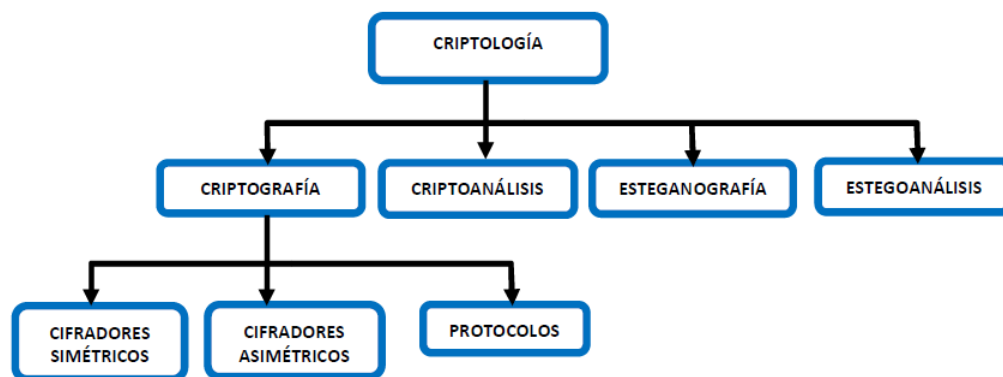 CRIPTOLOGÍA
CRIPTOGRAFÍA
CRIPTOANÁLISIS
ESTEGANOGRAFÍA
ESTEGOANÁLISIS
CIFRADORES
SIMÉTRICOS
CIFRADORES
ASIMÉTRICOS
PROTOCOLOS